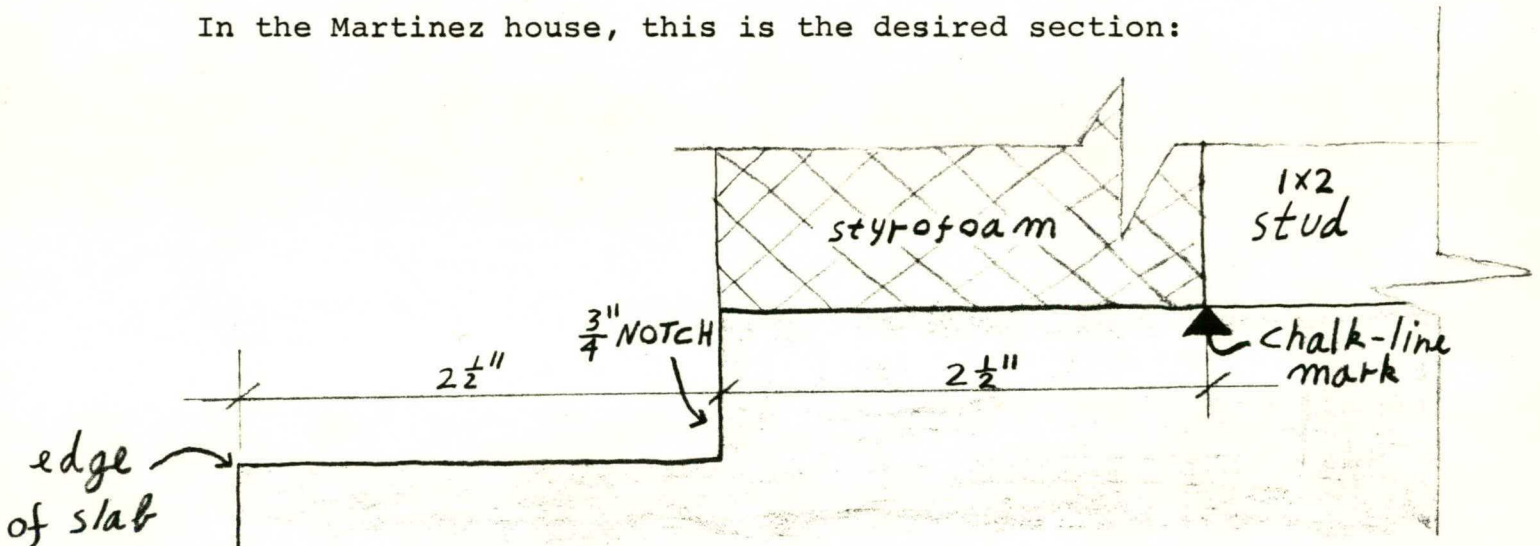 In the Martinez house, this is the desired section:
1x2
stud
styrofoam
3/4" NOTCH
chalk-line
mark
2 1/2"
2 1/2"
edge
of slab